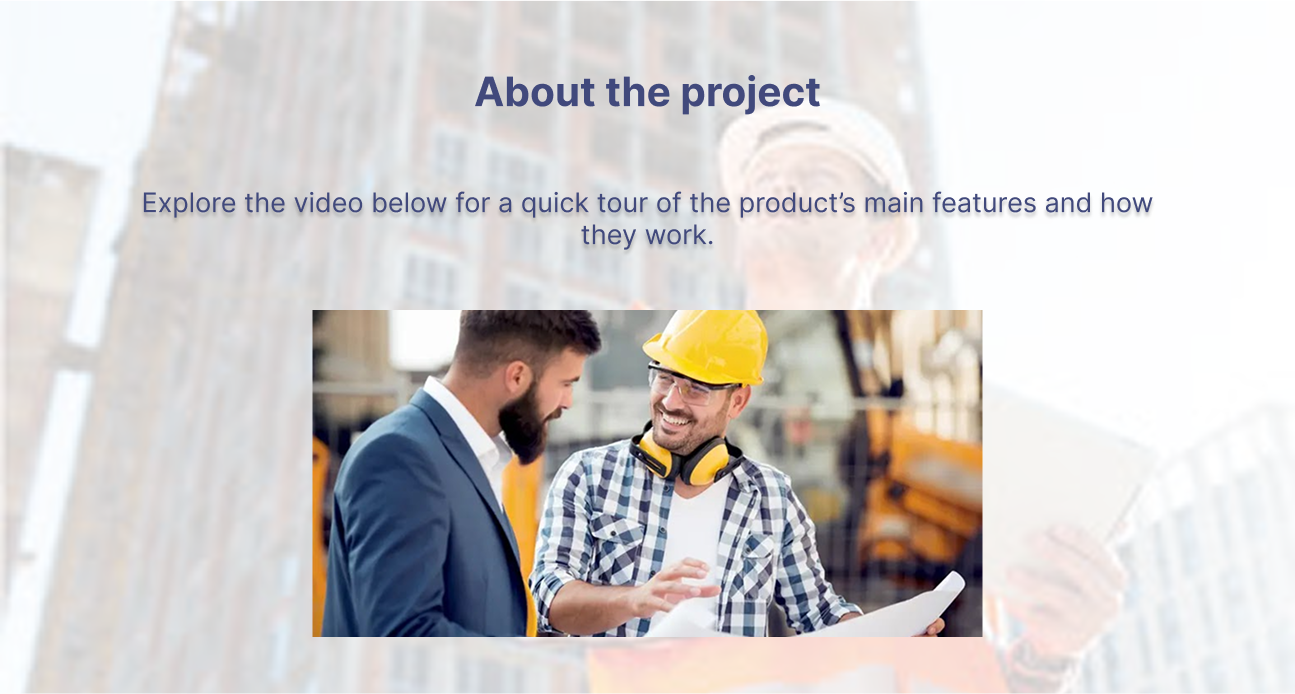 About the project
Explore the video below for a quick tour of the product’s main features and how
they work.